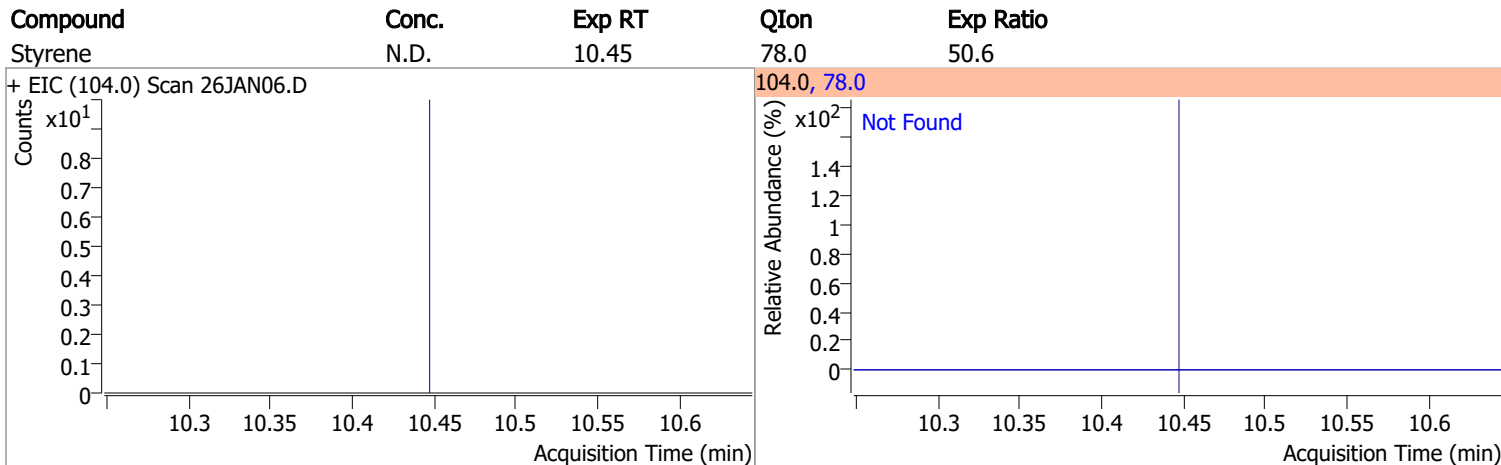 Compound Conc. Exp RT QIon Exp Ratio
Styrene N.D. 10.45 78.0 50.6
+ EIC (104.0) Scan 26JAN06.D
Counts
x10^1
0.8
0.7
0.6
0.5
0.4
0.3
0.2
0.1
0
10.3 10.35 10.4 10.45 10.5 10.55 10.6
Acquisition Time (min)
104.0, 78.0
Relative Abundance (%)
x10^2
Not Found
1.4
1.2
1
0.8
0.6
0.4
0.2
0
10.3 10.35 10.4 10.45 10.5 10.55 10.6
Acquisition Time (min)